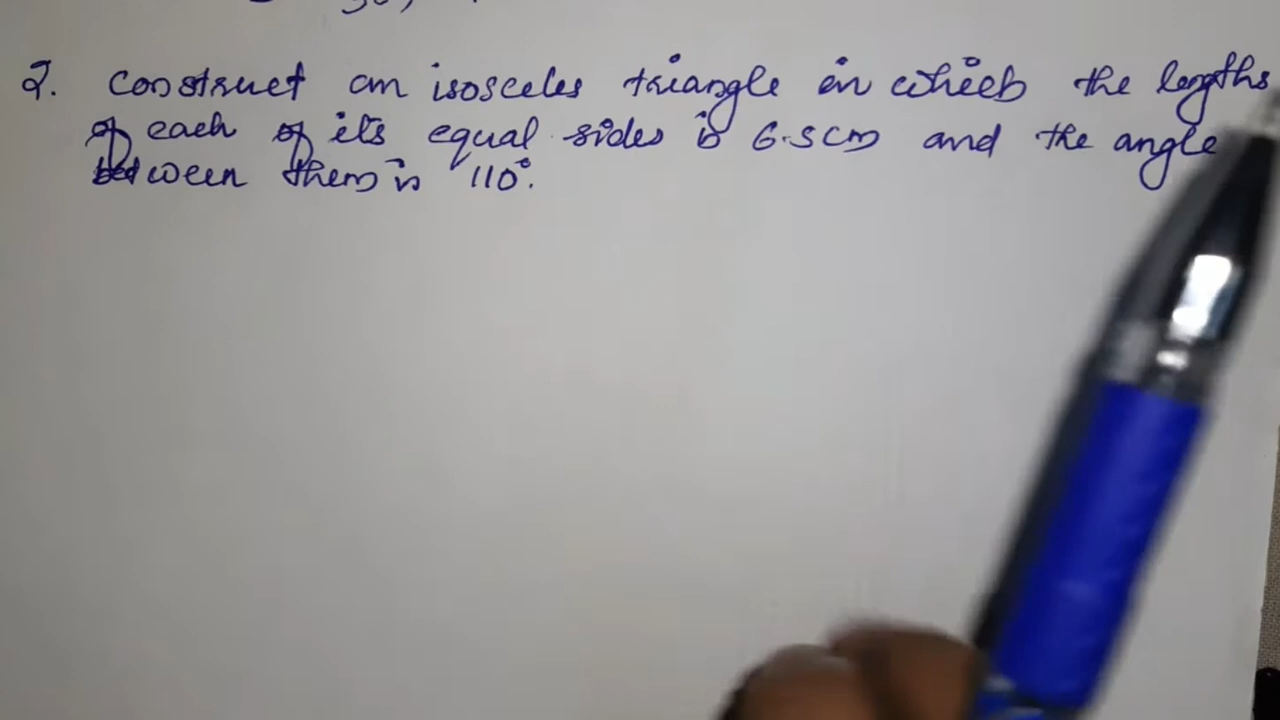 2. Construct an isosceles triangle in which the lengths
of each of its equal sides is 6.5cm and the angle
between them is 110°.